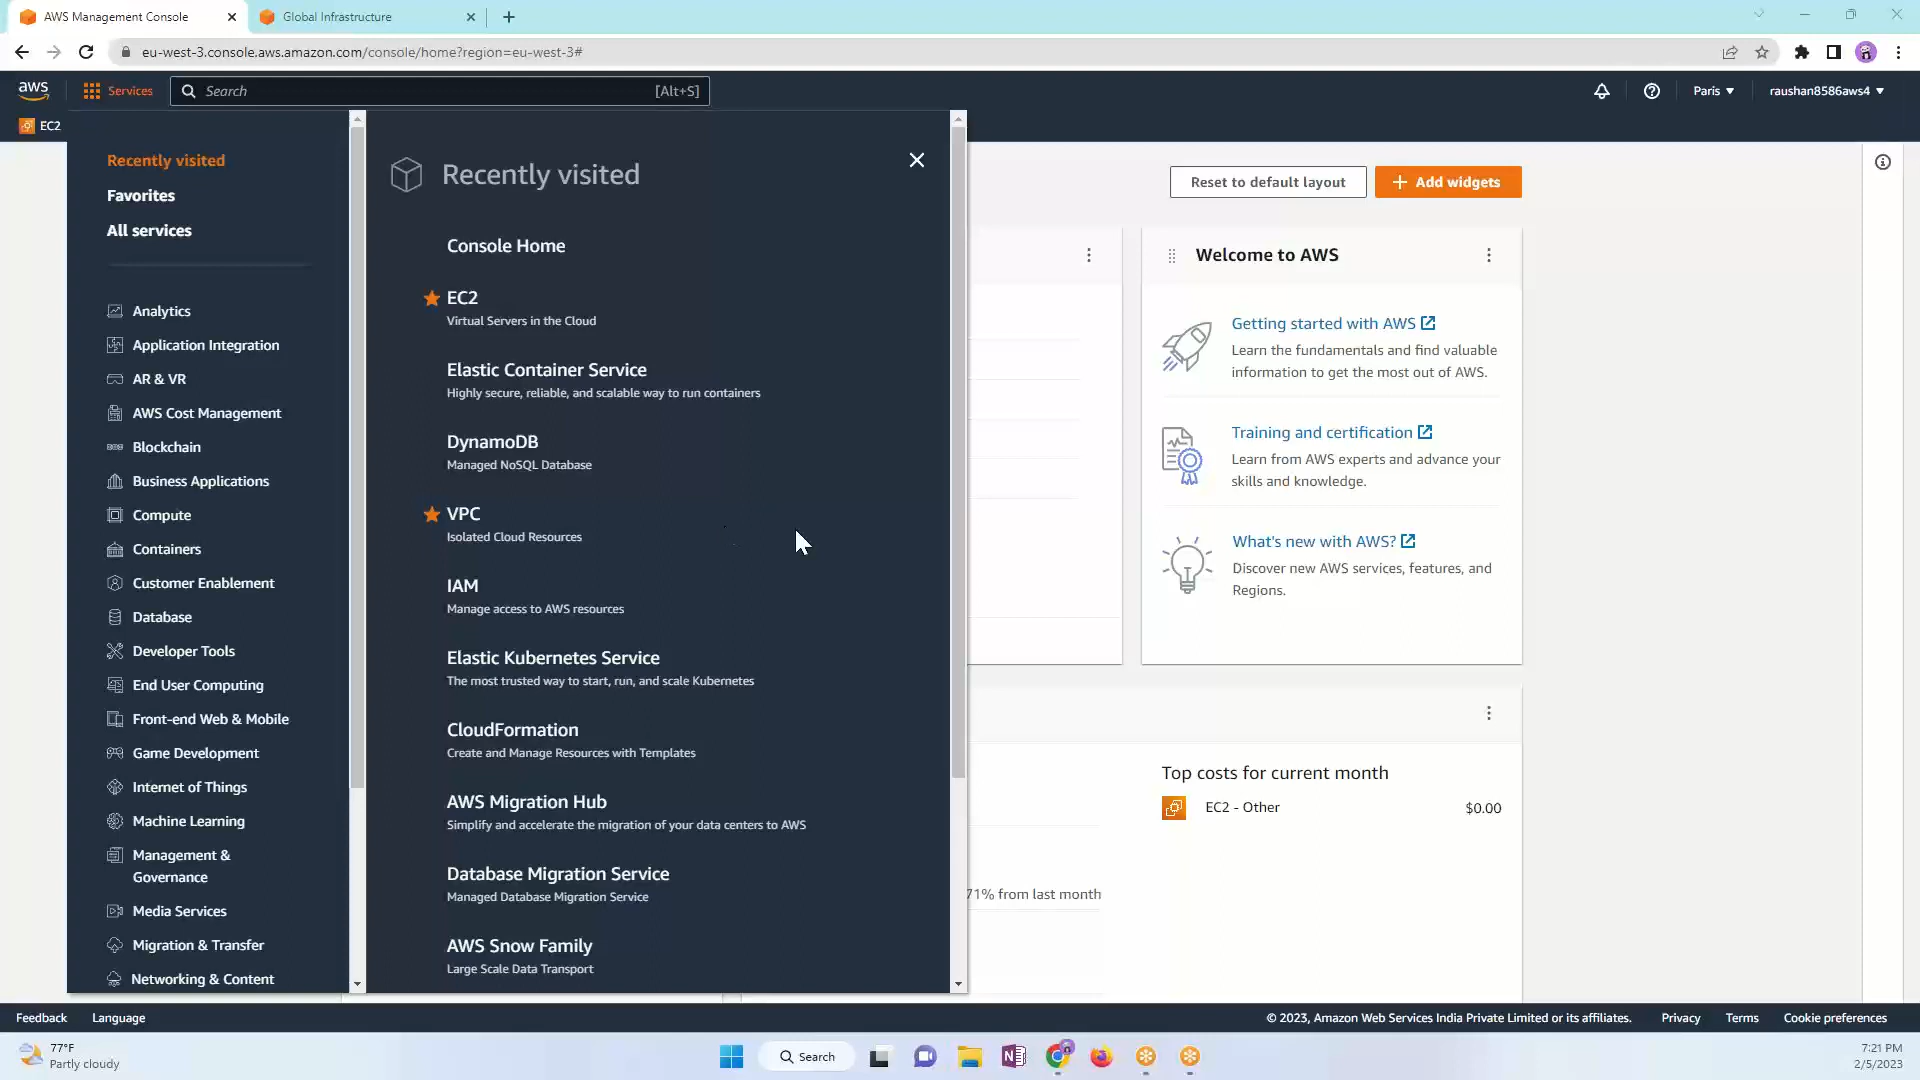 AWS Management Console
Global Infrastructure
eu-west-3.console.aws.amazon.com/console/home?region=eu-west-3#
aws
Services
Search
[Alt+S]
Paris
raushan8586aws4
EC2
Recently visited
Favorites
All services
Analytics
Application Integration
AR & VR
AWS Cost Management
Blockchain
Business Applications
Compute
Containers
Customer Enablement
Database
Developer Tools
End User Computing
Front-end Web & Mobile
Game Development
Internet of Things
Machine Learning
Management &
Governance
Media Services
Migration & Transfer
Networking & Content
Recently visited
Console Home
EC2
Virtual Servers in the Cloud
Elastic Container Service
Highly secure, reliable, and scalable way to run containers
DynamoDB
Managed NoSQL Database
VPC
Isolated Cloud Resources
IAM
Manage access to AWS resources
Elastic Kubernetes Service
The most trusted way to start, run, and scale Kubernetes
CloudFormation
Create and Manage Resources with Templates
AWS Migration Hub
Simplify and accelerate the migration of your data centers to AWS
Database Migration Service
Managed Database Migration Service
AWS Snow Family
Large Scale Data Transport
Reset to default layout
Add widgets
Welcome to AWS
Getting started with AWS
Learn the fundamentals and find valuable
information to get the most out of AWS.
Training and certification
Learn from AWS experts and advance your
skills and knowledge.
What's new with AWS?
Discover new AWS services, features, and
Regions.
Top costs for current month
EC2 - Other
$0.00
71% from last month
Feedback
Language
© 2023, Amazon Web Services India Private Limited or its affiliates.
Privacy
Terms
Cookie preferences
77°F
Partly cloudy
Search
7:21 PM
2/5/2023